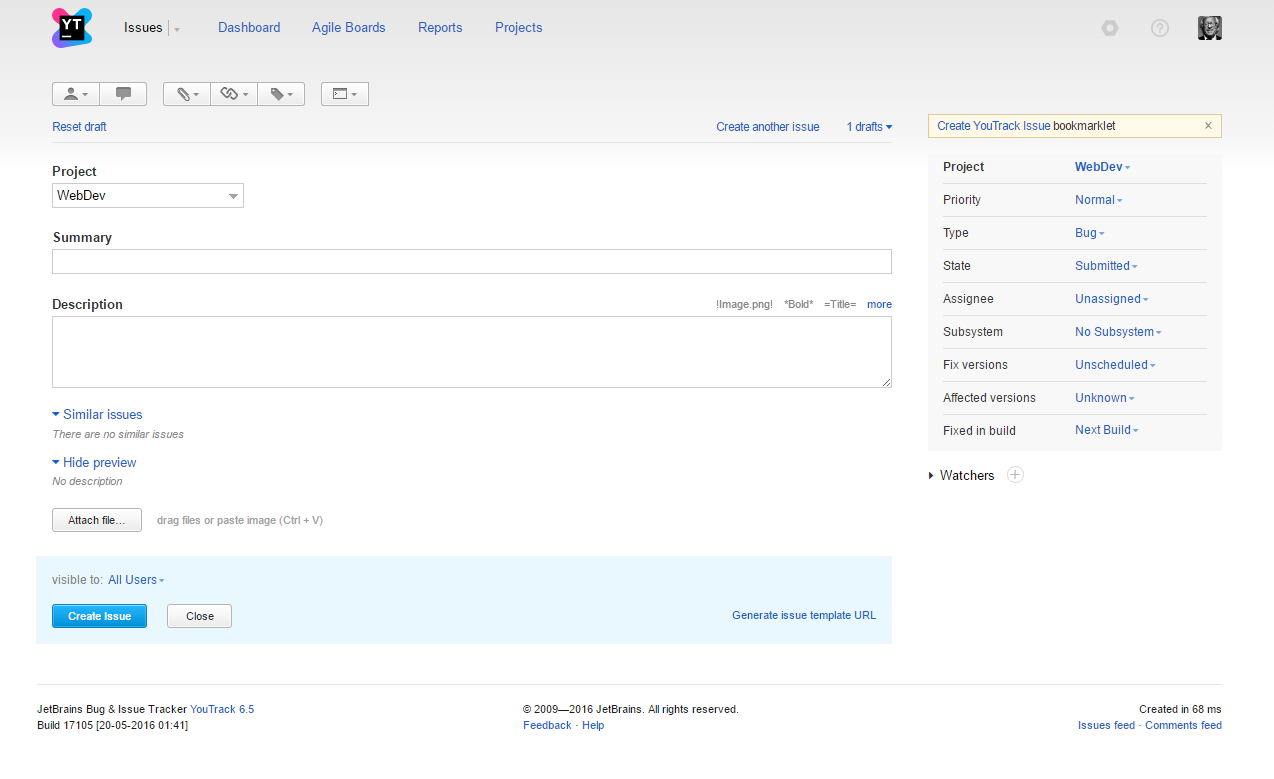 YT
Issues Dashboard Agile Boards Reports Projects
Reset draft Create another issue 1 drafts
Project
WebDev
Summary
Description !Image.png! *Bold* =Title= more
Similar issues
There are no similar issues
Hide preview
No description
Attach file... drag files or paste image (Ctrl + V)
visible to: All Users
Create Issue Close Generate issue template URL
Create YouTrack Issue bookmarklet ×
Project WebDev
Priority Normal
Type Bug
State Submitted
Assignee Unassigned
Subsystem No Subsystem
Fix versions Unscheduled
Affected versions Unknown
Fixed in build Next Build
Watchers
JetBrains Bug & Issue Tracker YouTrack 6.5
Build 17105 [20-05-2016 01:41]
© 2009—2016 JetBrains. All rights reserved.
Feedback · Help
Created in 68 ms
Issues feed · Comments feed